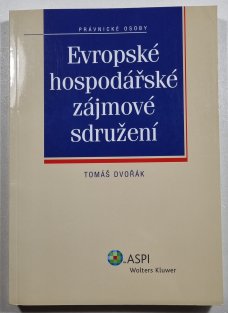 PRÁVNICKÉ OSOBY
Evropské
hospodářské
zájmové
sdružení
TOMÁŠ DVOŘÁK
ASPI
Wolters Kluwer